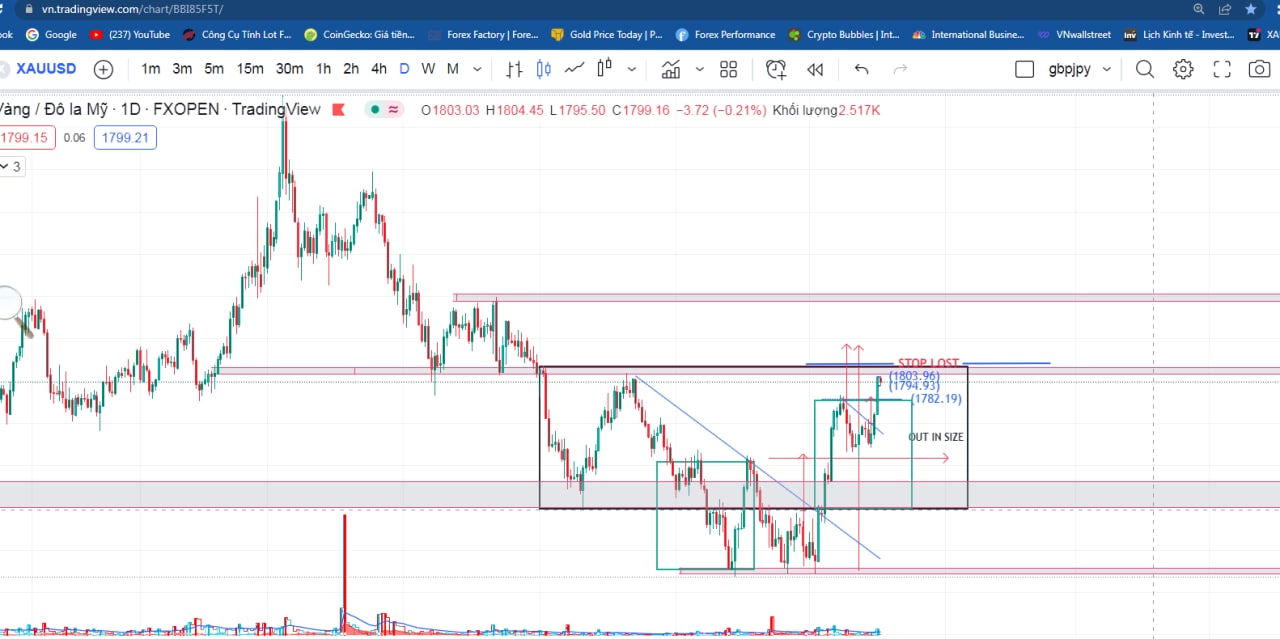 vn.tradingview.com/chart/BBI85F5T/
ok Google (237) YouTube Công Cụ Tính Lot F... CoinGecko: Giá tiền... Forex Factory | Fore... Gold Price Today | P... Forex Performance Crypto Bubbles | Int... International Busine... VNwallstreet Lịch Kinh tế - Invest... XA
XAUUSD 1m 3m 5m 15m 30m 1h 2h 4h D W M gbpjpy
Vàng / Đô la Mỹ · 1D · FXOPEN · TradingView O1803.03 H1804.45 L1795.50 C1799.16 −3.72 (−0.21%) Khối lượng2.517K
1799.15 0.06 1799.21
3
STOP LOST
(1803.96)
(1794.93)
(1782.19)
OUT IN SIZE